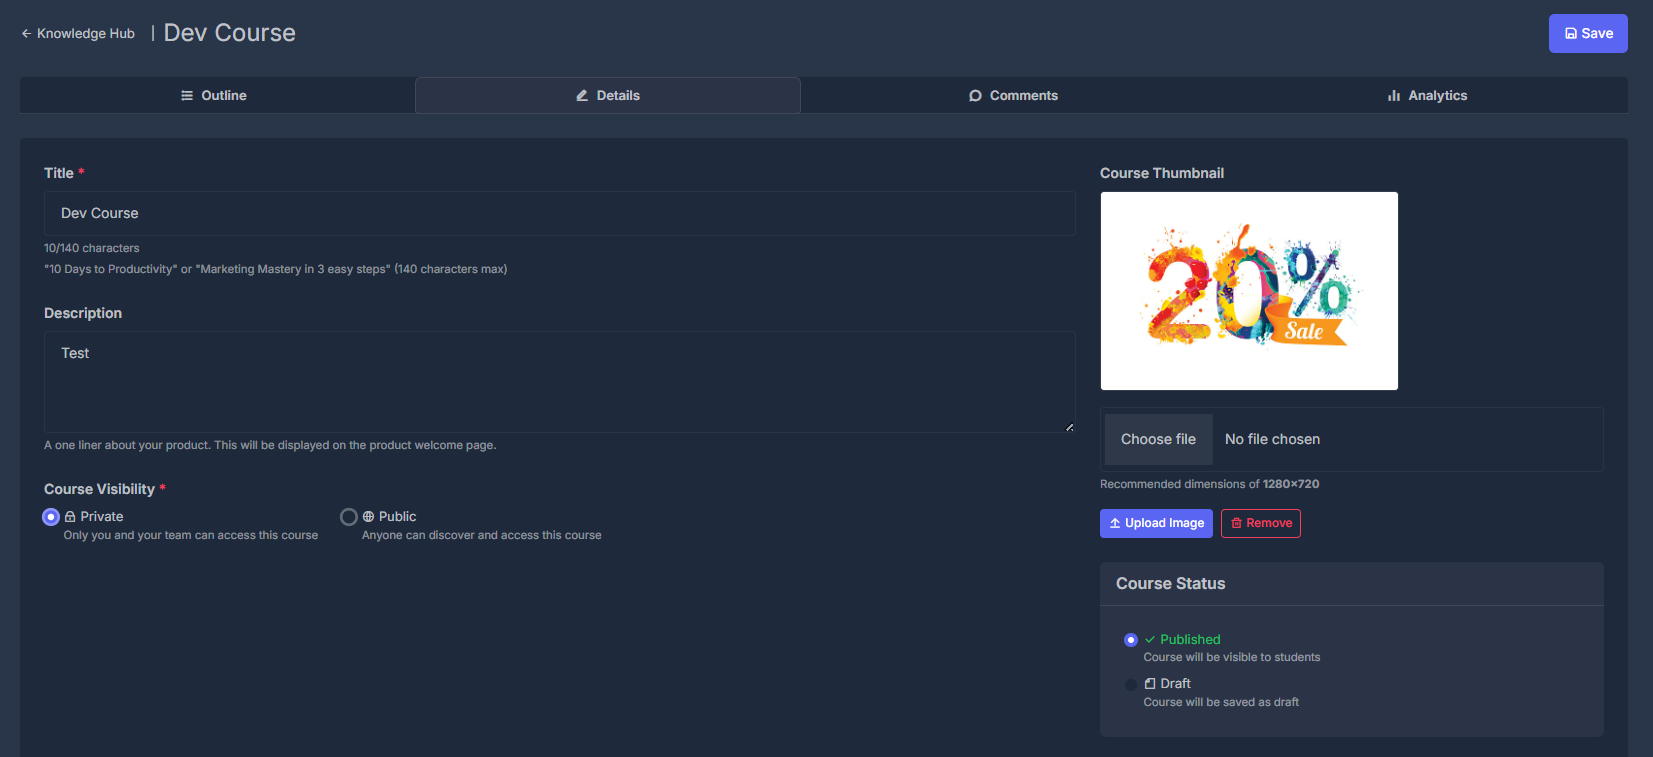 Knowledge Hub | Dev Course
Save
Outline
Details
Comments
Analytics
Title *
Dev Course
10/140 characters
"10 Days to Productivity" or "Marketing Mastery in 3 easy steps" (140 characters max)
Description
Test
A one liner about your product. This will be displayed on the product welcome page.
Course Visibility *
Private
Only you and your team can access this course
Public
Anyone can discover and access this course
Course Thumbnail
20%
Sale
Choose file No file chosen
Recommended dimensions of 1280×720
Upload Image
Remove
Course Status
Published
Course will be visible to students
Draft
Course will be saved as draft